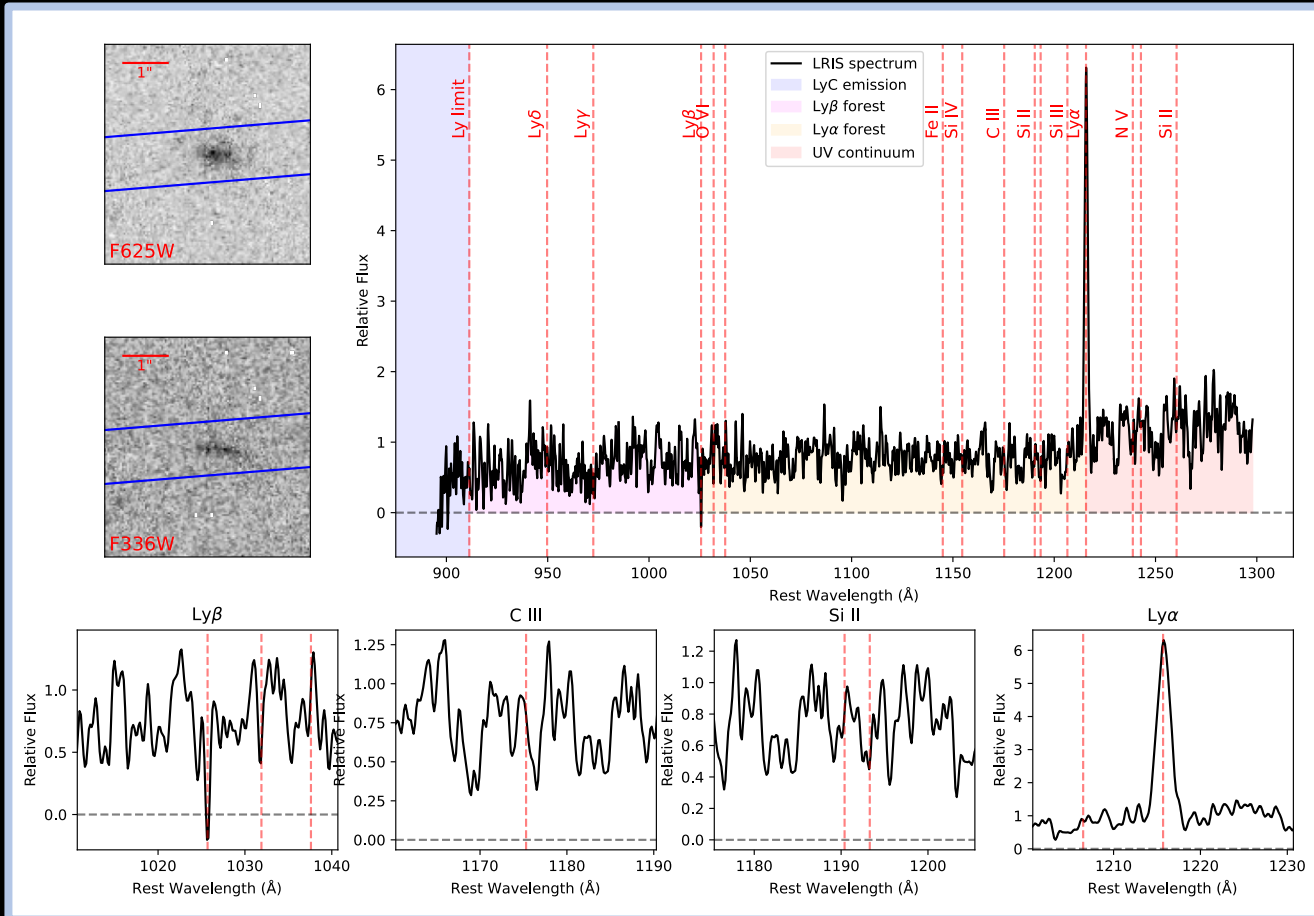 1"
F625W
1"
F336W
LRIS spectrum
LyC emission
Lyβ forest
Lyα forest
UV continuum
Ly limit
Lyδ
Lyγ
Lyβ
O VI
Fe II
Si IV
C III
Si II
Si III
Lyα
N V
Si II
Relative Flux
6
5
4
3
2
1
0
900
950
1000
1050
1100
1150
1200
1250
1300
Rest Wavelength (Å)
Lyβ
Relative Flux
1.0
0.5
0.0
1020
1030
1040
Rest Wavelength (Å)
C III
Relative Flux
1.25
1.00
0.75
0.50
0.25
0.00
1170
1180
1190
Rest Wavelength (Å)
Si II
Relative Flux
1.2
1.0
0.8
0.6
0.4
0.2
0.0
1180
1190
1200
Rest Wavelength (Å)
Lyα
Relative Flux
6
5
4
3
2
1
0
1210
1220
1230
Rest Wavelength (Å)